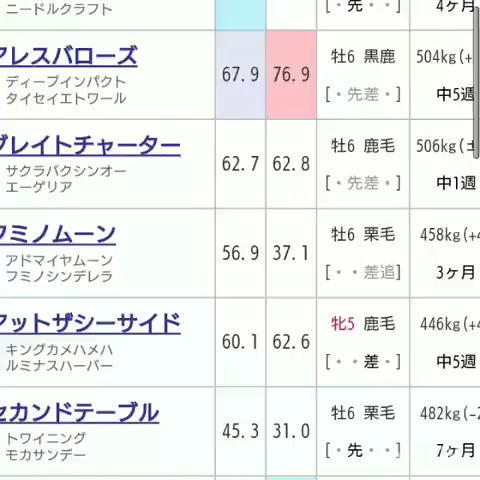 ニードルクラフト
[・先・・]
4ヶ月
アレスバローズ
ディープインパクト
タイセイエトワール
67.9
76.9
牡6 黒鹿
[・先差・]
504kg(+
中5週
グレイトチャーター
サクラバクシンオー
エーゲリア
62.7
62.8
牡6 鹿毛
[・先差・]
506kg(±
中1週
フミノムーン
アドマイヤムーン
フミノシンデレラ
56.9
37.1
牡6 栗毛
[・・差追]
458kg(+4
3ヶ月
アットザシーサイド
キングカメハメハ
ルミナスハーバー
60.1
62.6
牝5 鹿毛
[・・差・]
446kg(+4
中5週
セカンドテーブル
トワイニング
モカサンデー
45.3
31.0
牡6 栗毛
[・先・・]
482kg(-2
7ヶ月